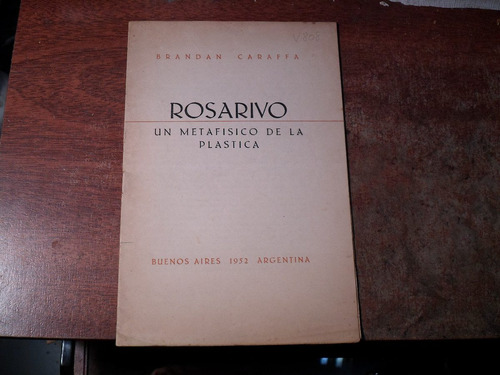 BRANDAN CARAFFA
ROSARIVO
UN METAFISICO DE LA
PLASTICA
BUENOS AIRES 1952 ARGENTINA